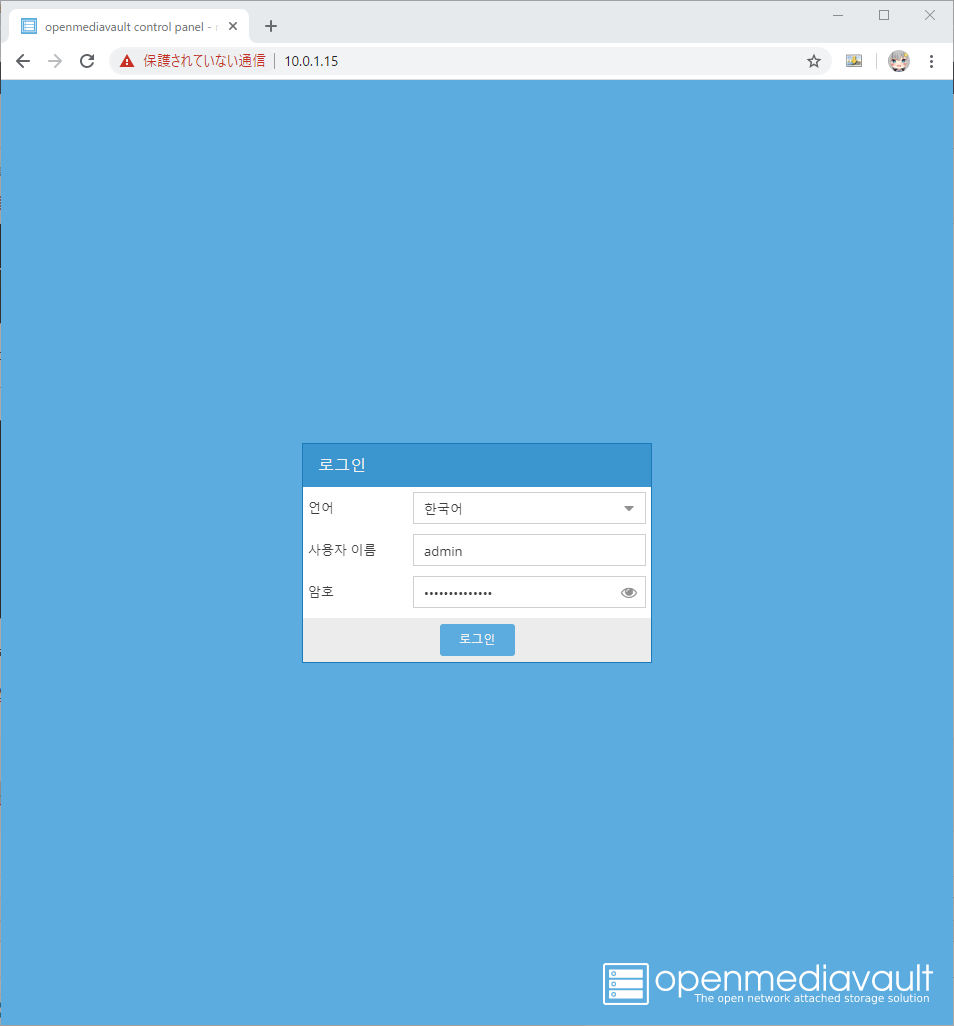 openmediavault control panel -
保護されていない通信 10.0.1.15
로그인
언어 한국어
사용자 이름 admin
암호 ••••••••••••••
로그인
openmediavault
The open network attached storage solution